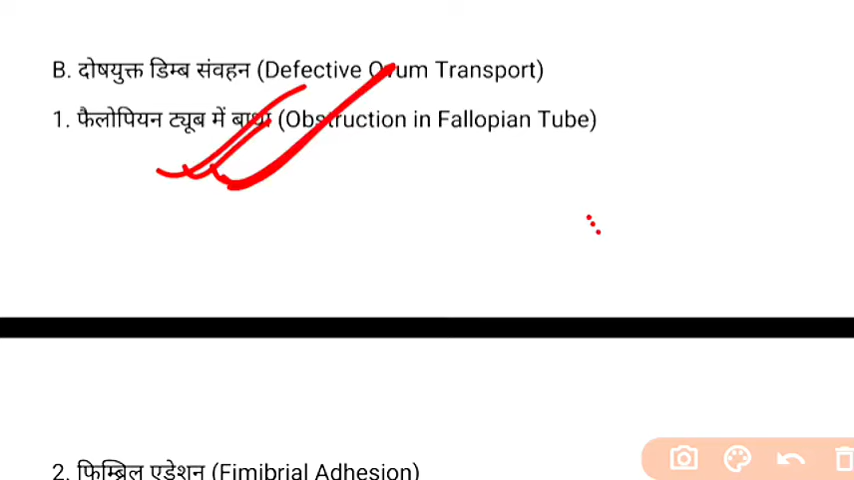 B. दोषयुक्त डिम्ब संवहन (Defective Ovum Transport)
1. फैलोपियन ट्यूब में बाधा (Obstruction in Fallopian Tube)
2. फिम्ब्रिल एडेशन (Fimibrial Adhesion)